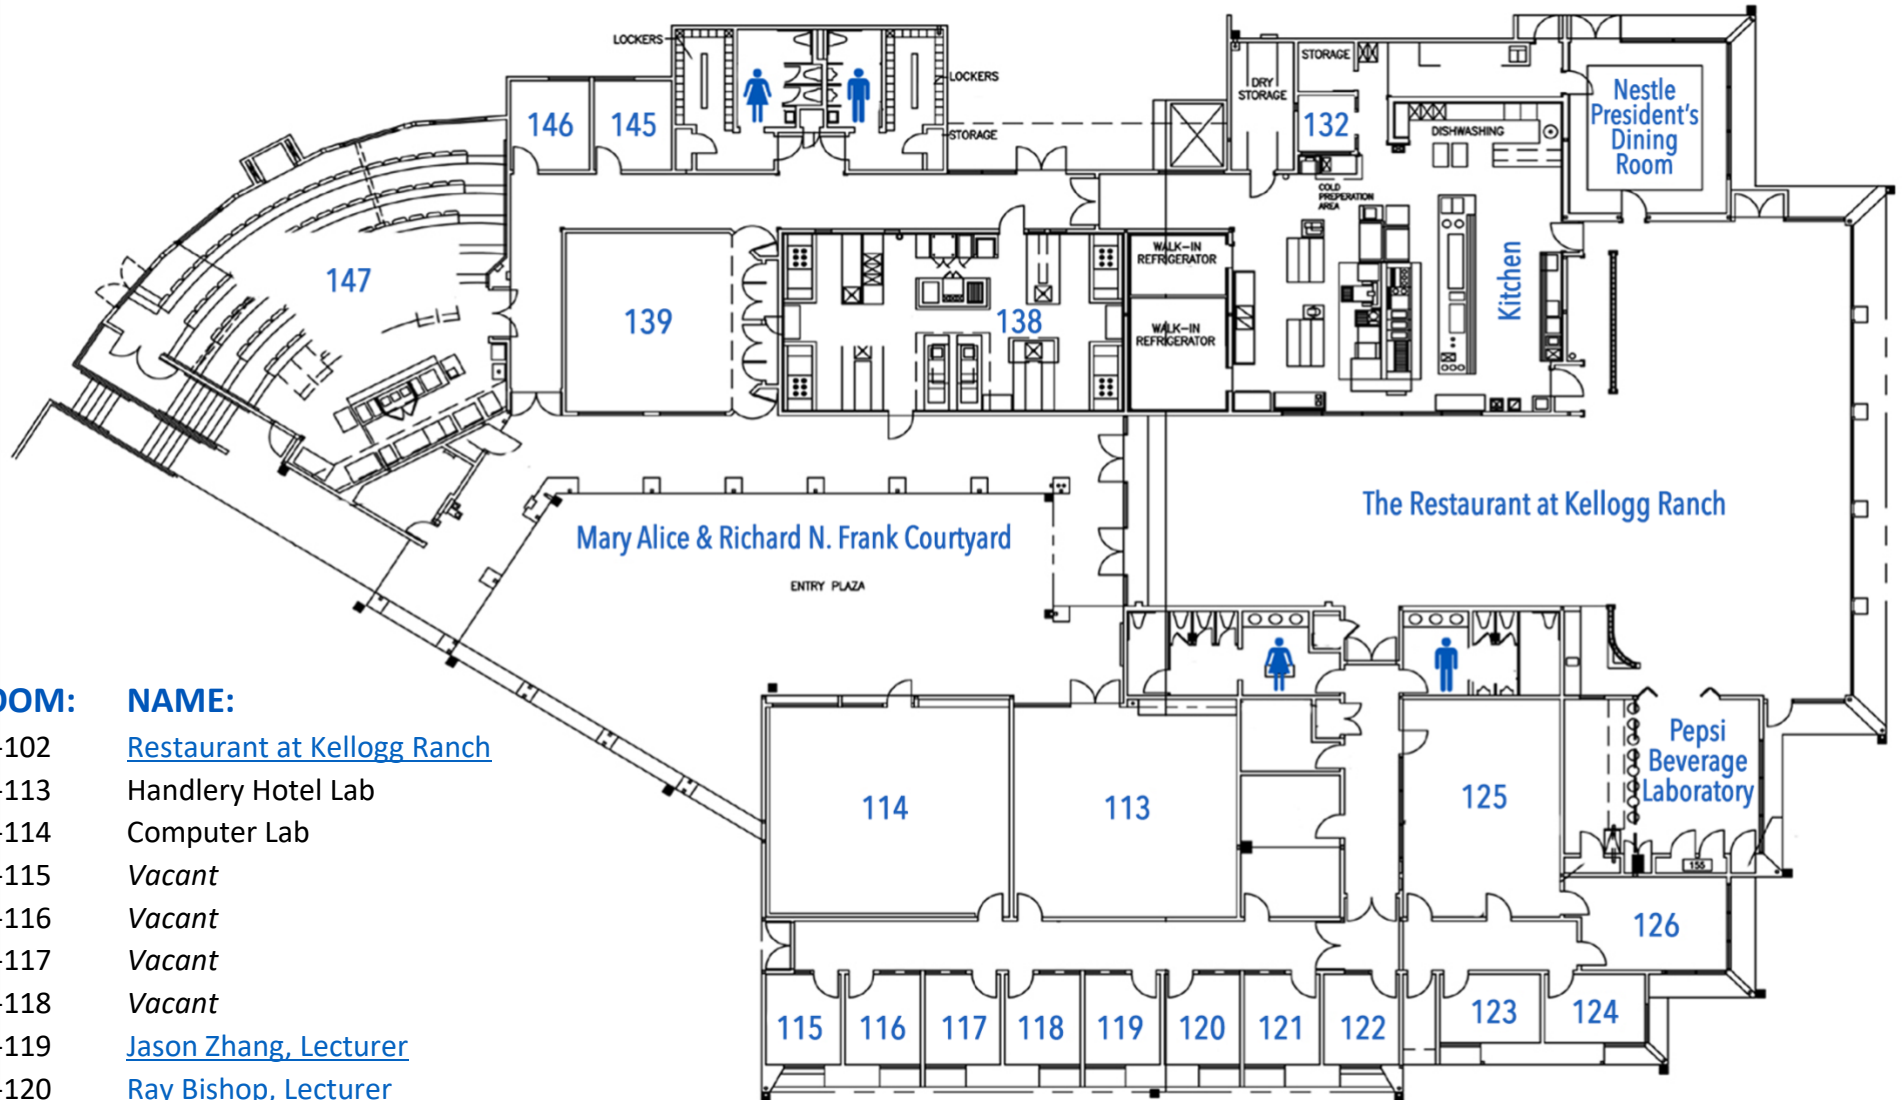 LOCKERS
LOCKERS
STORAGE
146
145
147
139
138
STORAGE
DRY
STORAGE
132
DISHWASHING
COLD
PREPERATION
AREA
WALK-IN
REFRIGERATOR
WALK-IN
REFRIGERATOR
Kitchen
Nestle
President's
Dining
Room
The Restaurant at Kellogg Ranch
Mary Alice & Richard N. Frank Courtyard
ENTRY PLAZA
114
113
125
Pepsi
Beverage
Laboratory
155
126
115
116
117
118
119
120
121
122
123
124
OOM: NAME:
-102 Restaurant at Kellogg Ranch
-113 Handlery Hotel Lab
-114 Computer Lab
-115 Vacant
-116 Vacant
-117 Vacant
-118 Vacant
-119 Jason Zhang, Lecturer
-120 Ray Bishop, Lecturer